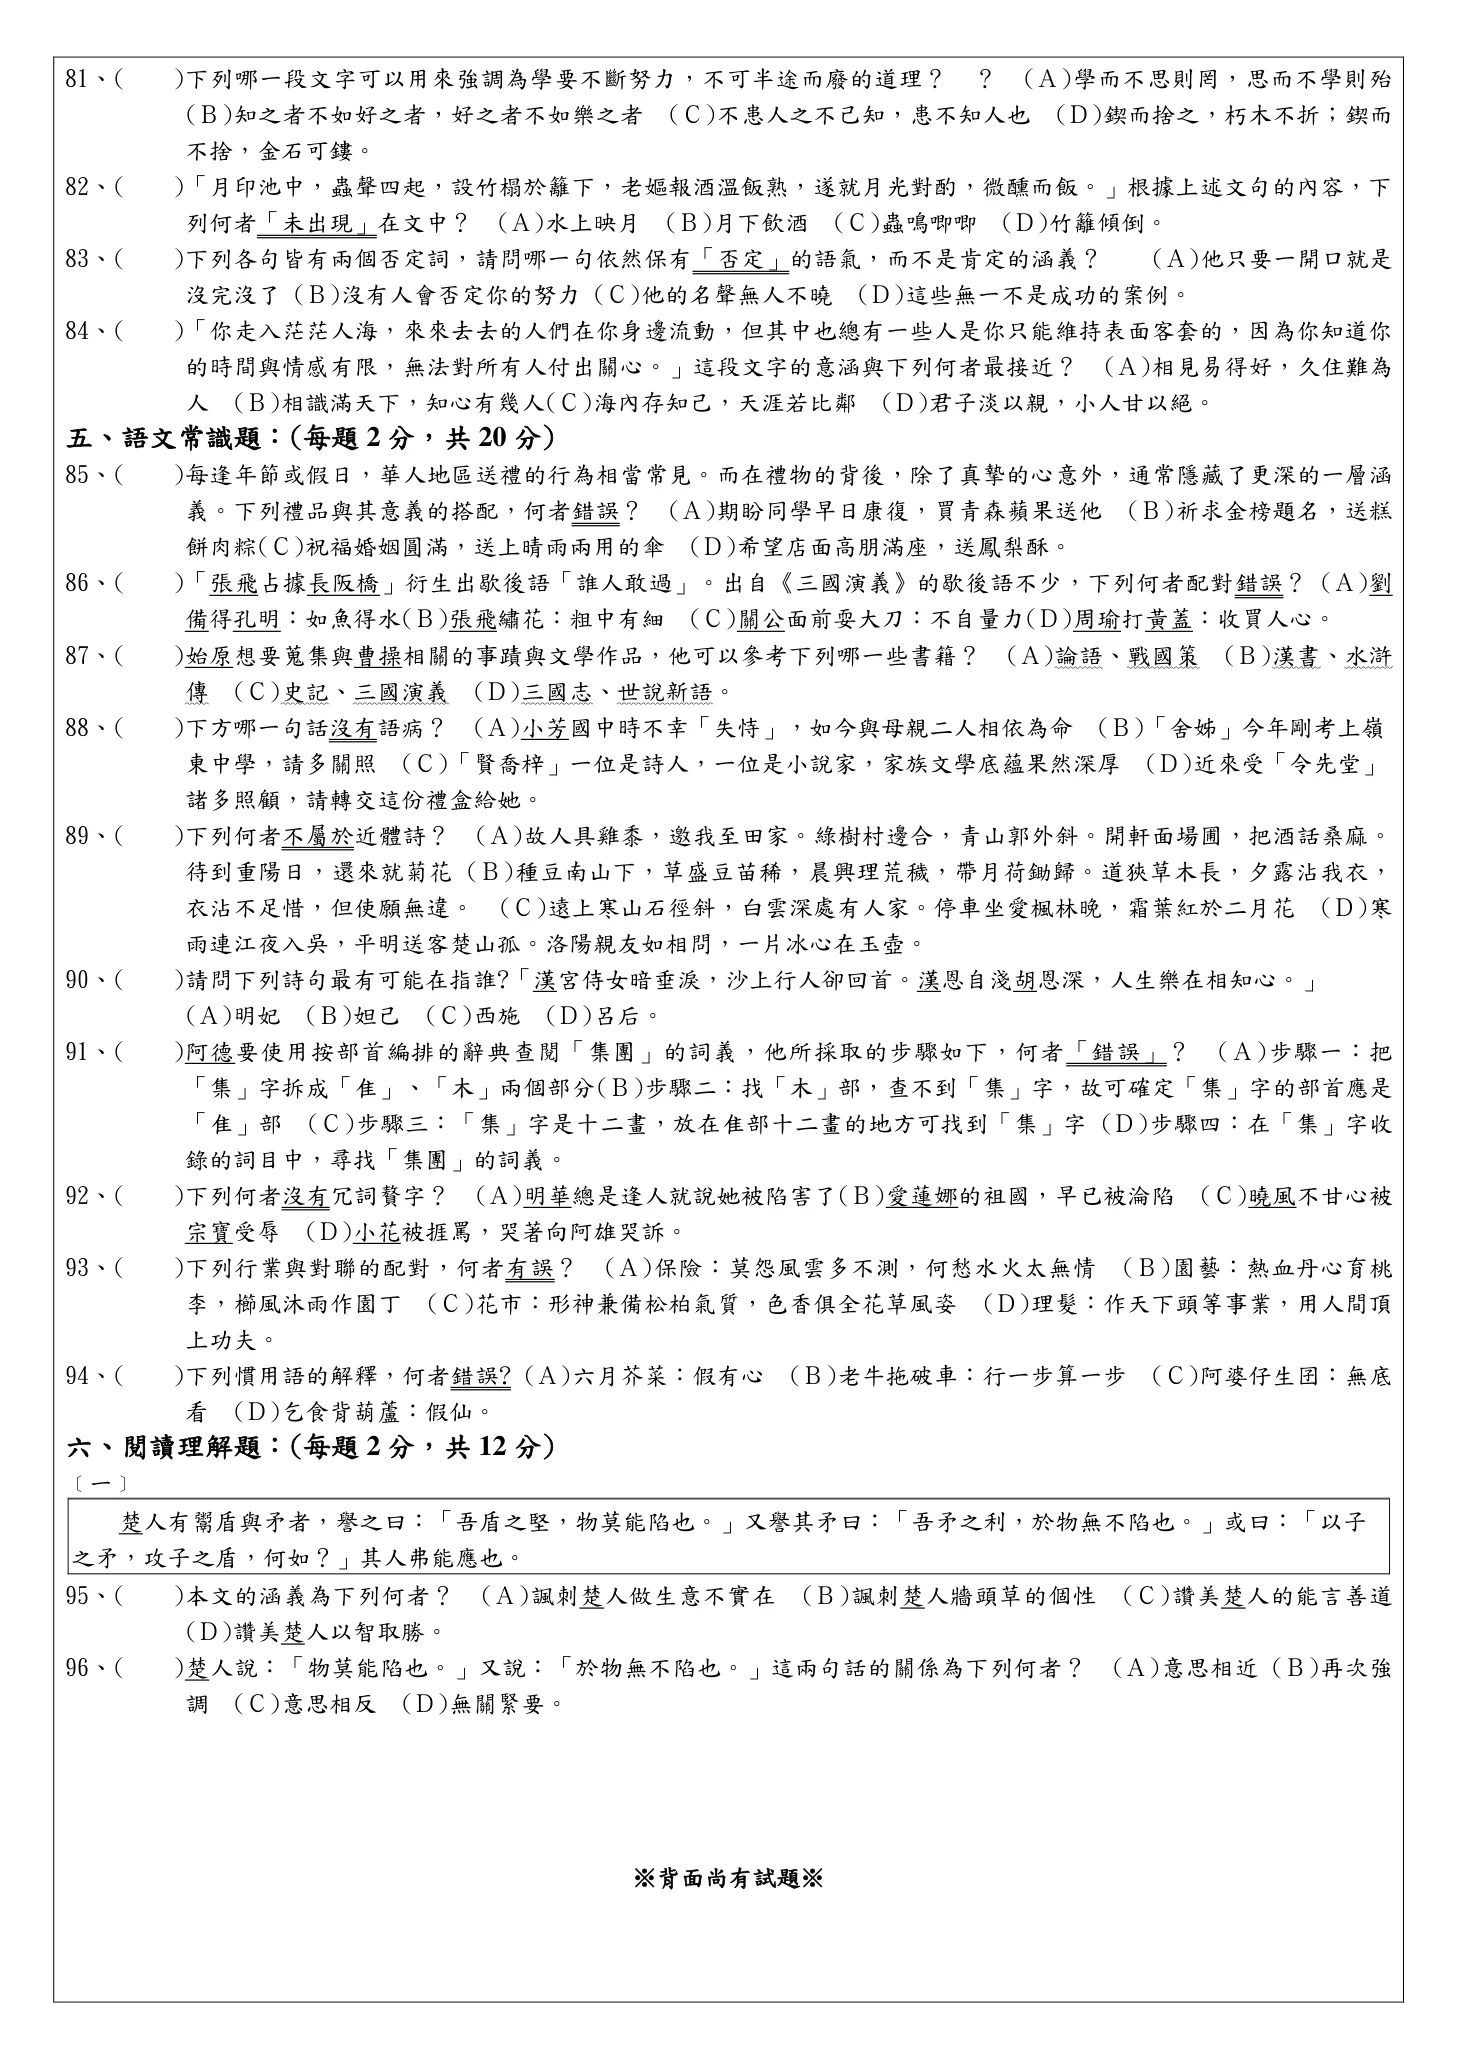 81、(　　)下列哪一段文字可以用來強調為學要不斷努力，不可半途而廢的道理？　？　(Ａ)學而不思則罔，思而不學則殆
(Ｂ)知之者不如好之者，好之者不如樂之者　(Ｃ)不患人之不己知，患不知人也　(Ｄ)鍥而捨之，朽木不折；鍥而
不捨，金石可鏤。
82、(　　)「月印池中，蟲聲四起，設竹榻於籬下，老嫗報酒溫飯熟，遂就月光對酌，微醺而飯。」根據上述文句的內容，下
列何者「未出現」在文中？　(Ａ)水上映月　(Ｂ)月下飲酒　(Ｃ)蟲鳴唧唧　(Ｄ)竹籬傾倒。
83、(　　)下列各句皆有兩個否定詞，請問哪一句依然保有「否定」的語氣，而不是肯定的涵義？　　(Ａ)他只要一開口就是
沒完沒了 (Ｂ)沒有人會否定你的努力 (Ｃ)他的名聲無人不曉　(Ｄ)這些無一不是成功的案例。
84、(　　)「你走入茫茫人海，來來去去的人們在你身邊流動，但其中也總有一些人是你只能維持表面客套的，因為你知道你
的時間與情感有限，無法對所有人付出關心。」這段文字的意涵與下列何者最接近？　(Ａ)相見易得好，久住難為
人　(Ｂ)相識滿天下，知心有幾人(Ｃ)海內存知己，天涯若比鄰　(Ｄ)君子淡以親，小人甘以絕。
五、語文常識題：(每題 2 分，共 20 分)
85、(　　)每逢年節或假日，華人地區送禮的行為相當常見。而在禮物的背後，除了真摯的心意外，通常隱藏了更深的一層涵
義。下列禮品與其意義的搭配，何者錯誤？　(Ａ)期盼同學早日康復，買青森蘋果送他　(Ｂ)祈求金榜題名，送糕
餅肉粽(Ｃ)祝福婚姻圓滿，送上晴雨兩用的傘　(Ｄ)希望店面高朋滿座，送鳳梨酥。
86、(　　)「張飛占據長阪橋」衍生出歇後語「誰人敢過」。出自《三國演義》的歇後語不少，下列何者配對錯誤？ (Ａ)劉
備得孔明：如魚得水(Ｂ)張飛繡花：粗中有細　(Ｃ)關公面前耍大刀：不自量力(Ｄ)周瑜打黃蓋：收買人心。
87、(　　)始原想要蒐集與曹操相關的事蹟與文學作品，他可以參考下列哪一些書籍？　(Ａ)論語、戰國策　(Ｂ)漢書、水滸
傳　(Ｃ)史記、三國演義　(Ｄ)三國志、世說新語。
88、(　　)下方哪一句話沒有語病？　(Ａ)小芳國中時不幸「失恃」，如今與母親二人相依為命　(Ｂ)「舍姊」今年剛考上嶺
東中學，請多關照　(Ｃ)「賢喬梓」一位是詩人，一位是小說家，家族文學底蘊果然深厚　(Ｄ)近來受「令先堂」
諸多照顧，請轉交這份禮盒給她。
89、(　　)下列何者不屬於近體詩？　(Ａ)故人具雞黍，邀我至田家。綠樹村邊合，青山郭外斜。開軒面場圃，把酒話桑麻。
待到重陽日，還來就菊花 (Ｂ)種豆南山下，草盛豆苗稀，晨興理荒穢，帶月荷鋤歸。道狹草木長，夕露沾我衣，
衣沾不足惜，但使願無違。　(Ｃ)遠上寒山石徑斜，白雲深處有人家。停車坐愛楓林晚，霜葉紅於二月花　(Ｄ)寒
雨連江夜入吳，平明送客楚山孤。洛陽親友如相問，一片冰心在玉壺。
90、(　　)請問下列詩句最有可能在指誰?「漢宮侍女暗垂淚，沙上行人卻回首。漢恩自淺胡恩深，人生樂在相知心。」
(Ａ)明妃　(Ｂ)妲己　(Ｃ)西施　(Ｄ)呂后。
91、(　　)阿德要使用按部首編排的辭典查閱「集團」的詞義，他所採取的步驟如下，何者「錯誤」？　(Ａ)步驟一：把
「集」字拆成「隹」、「木」兩個部分(Ｂ)步驟二：找「木」部，查不到「集」字，故可確定「集」字的部首應是
「隹」部　(Ｃ)步驟三：「集」字是十二畫，放在隹部十二畫的地方可找到「集」字 (Ｄ)步驟四：在「集」字收
錄的詞目中，尋找「集團」的詞義。
92、(　　)下列何者沒有冗詞贅字？　(Ａ)明華總是逢人就說她被陷害了(Ｂ)愛蓮娜的祖國，早已被淪陷　(Ｃ)曉風不甘心被
宗寶受辱　(Ｄ)小花被捱罵，哭著向阿雄哭訴。
93、(　　)下列行業與對聯的配對，何者有誤？　(Ａ)保險：莫怨風雲多不測，何愁水火太無情　(Ｂ)園藝：熱血丹心育桃
李，櫛風沐雨作園丁　(Ｃ)花市：形神兼備松柏氣質，色香俱全花草風姿　(Ｄ)理髮：作天下頭等事業，用人間頂
上功夫。
94、(　　)下列慣用語的解釋，何者錯誤? (Ａ)六月芥菜：假有心　(Ｂ)老牛拖破車：行一步算一步　(Ｃ)阿婆仔生囝：無底
看　(Ｄ)乞食背葫蘆：假仙。
六、閱讀理解題：(每題 2 分，共 12 分)
〔一〕
楚人有鬻盾與矛者，譽之曰：「吾盾之堅，物莫能陷也。」又譽其矛曰：「吾矛之利，於物無不陷也。」或曰：「以子
之矛，攻子之盾，何如？」其人弗能應也。
95、(　　)本文的涵義為下列何者？　(Ａ)諷刺楚人做生意不實在　(Ｂ)諷刺楚人牆頭草的個性　(Ｃ)讚美楚人的能言善道
(Ｄ)讚美楚人以智取勝。
96、(　　)楚人說：「物莫能陷也。」又說：「於物無不陷也。」這兩句話的關係為下列何者？　(Ａ)意思相近 (Ｂ)再次強
調　(Ｃ)意思相反　(Ｄ)無關緊要。
※背面尚有試題※